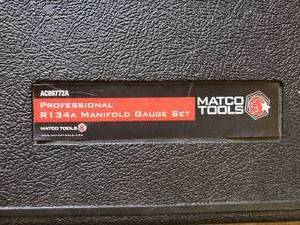 AC89772A
PROFESSIONAL
R134A MANIFOLD GAUGE SET
MATCO TOOLS
MATCO TOOLS